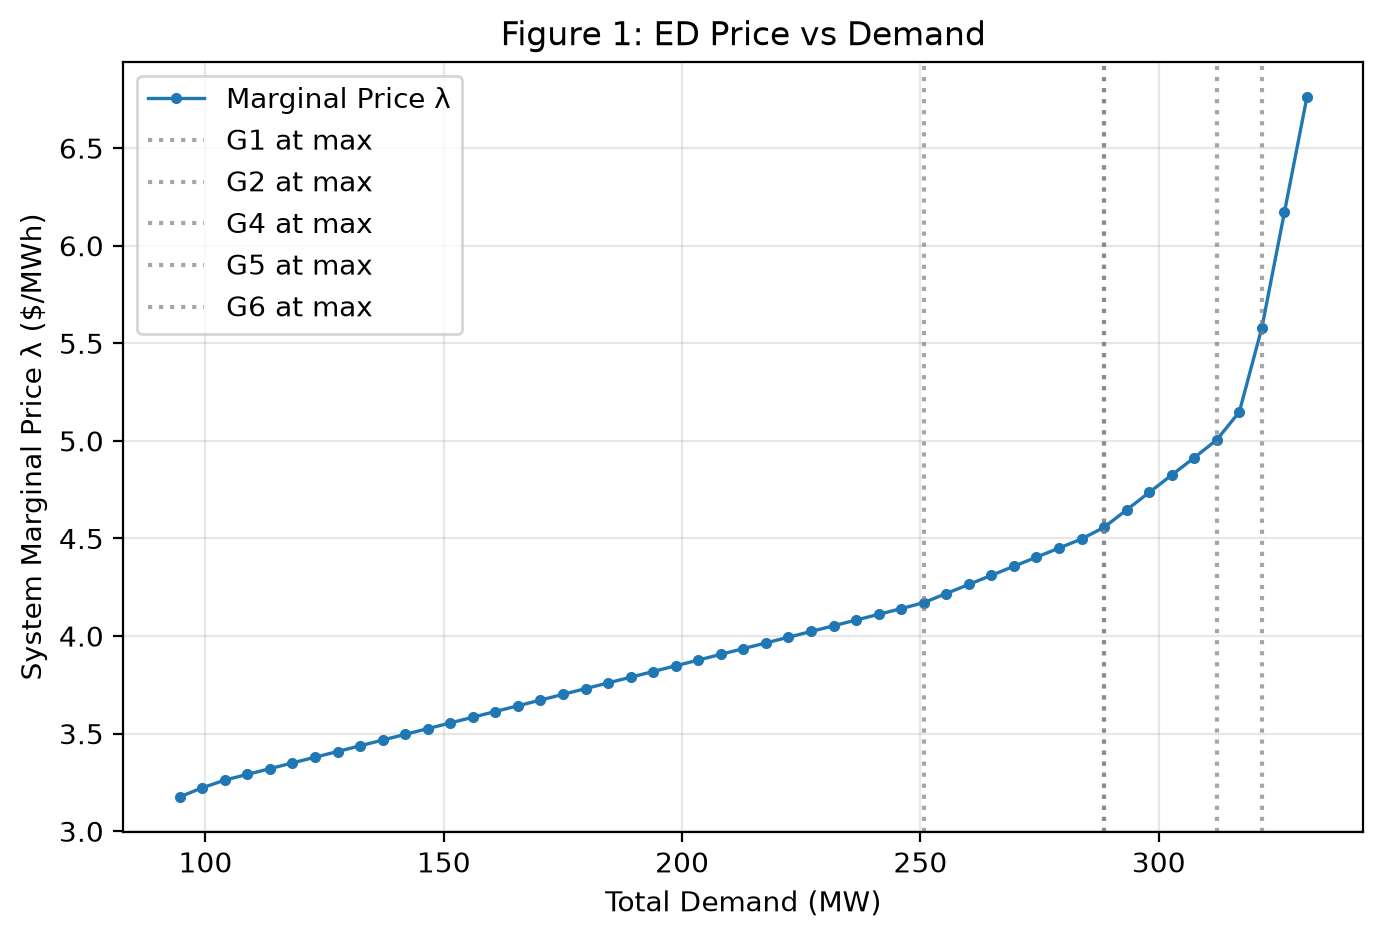 Figure 1: ED Price vs Demand
Marginal Price λ
G1 at max
G2 at max
G4 at max
G5 at max
G6 at max
System Marginal Price λ ($/MWh)
6.5
6.0
5.5
5.0
4.5
4.0
3.5
3.0
100 150 200 250 300
Total Demand (MW)